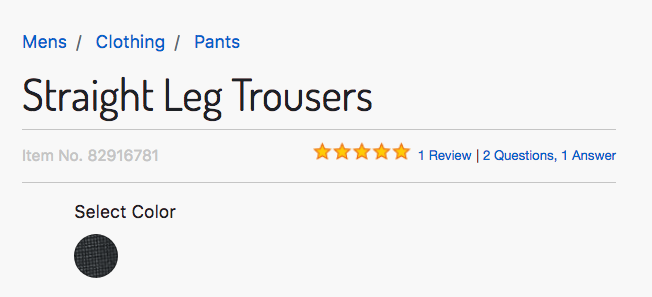 Mens / Clothing / Pants
Straight Leg Trousers
Item No. 82916781 1 Review | 2 Questions, 1 Answer
Select Color